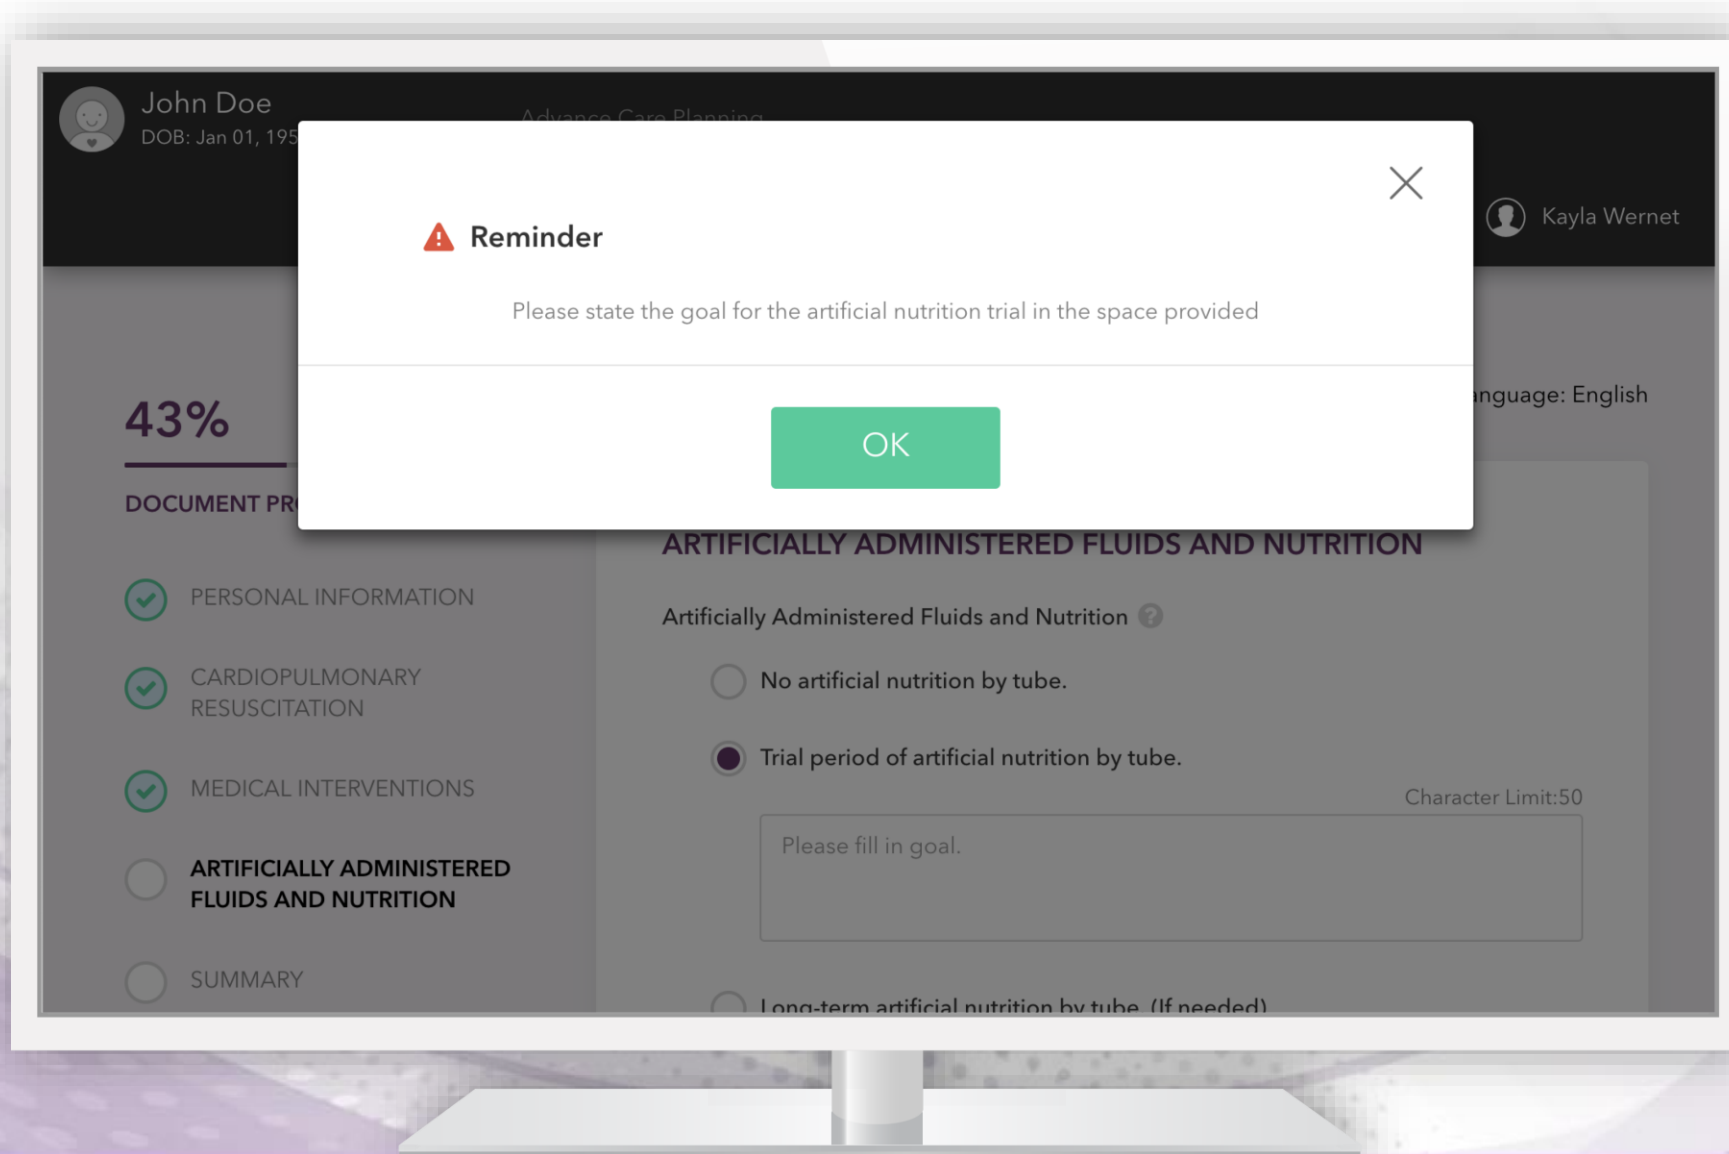 John Doe
DOB: Jan 01, 195
Advance Care Planning
Kayla Wernet
Reminder
Please state the goal for the artificial nutrition trial in the space provided
OK
43%
anguage: English
DOCUMENT PR
PERSONAL INFORMATION
CARDIOPULMONARY
RESUSCITATION
MEDICAL INTERVENTIONS
ARTIFICIALLY ADMINISTERED
FLUIDS AND NUTRITION
SUMMARY
ARTIFICIALLY ADMINISTERED FLUIDS AND NUTRITION
Artificially Administered Fluids and Nutrition ?
No artificial nutrition by tube.
Trial period of artificial nutrition by tube.
Character Limit:50
Please fill in goal.
Long-term artificial nutrition by tube. (If needed)